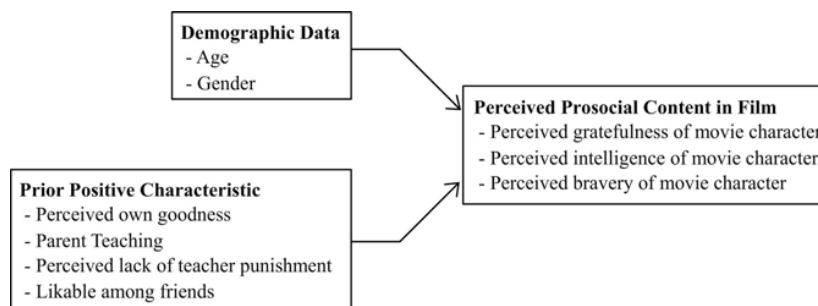 Demographic Data
- Age
- Gender
Perceived Prosocial Content in Film
- Perceived gratefulness of movie character
- Perceived intelligence of movie character
- Perceived bravery of movie character
Prior Positive Characteristic
- Perceived own goodness
- Parent Teaching
- Perceived lack of teacher punishment
- Likable among friends